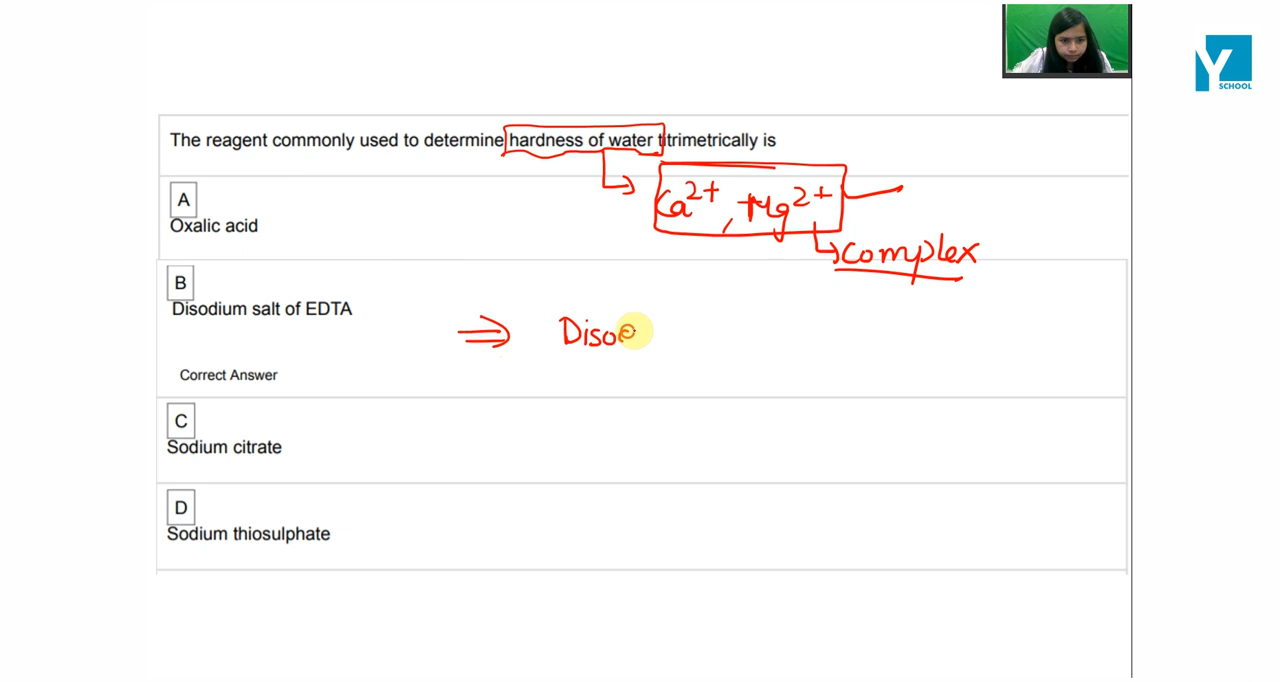 Y
SCHOOL
The reagent commonly used to determine hardness of water titrimetrically is
A
Oxalic acid
Ca2+, Mg2+
complex
B
Disodium salt of EDTA
⇒ Diso
Correct Answer
C
Sodium citrate
D
Sodium thiosulphate